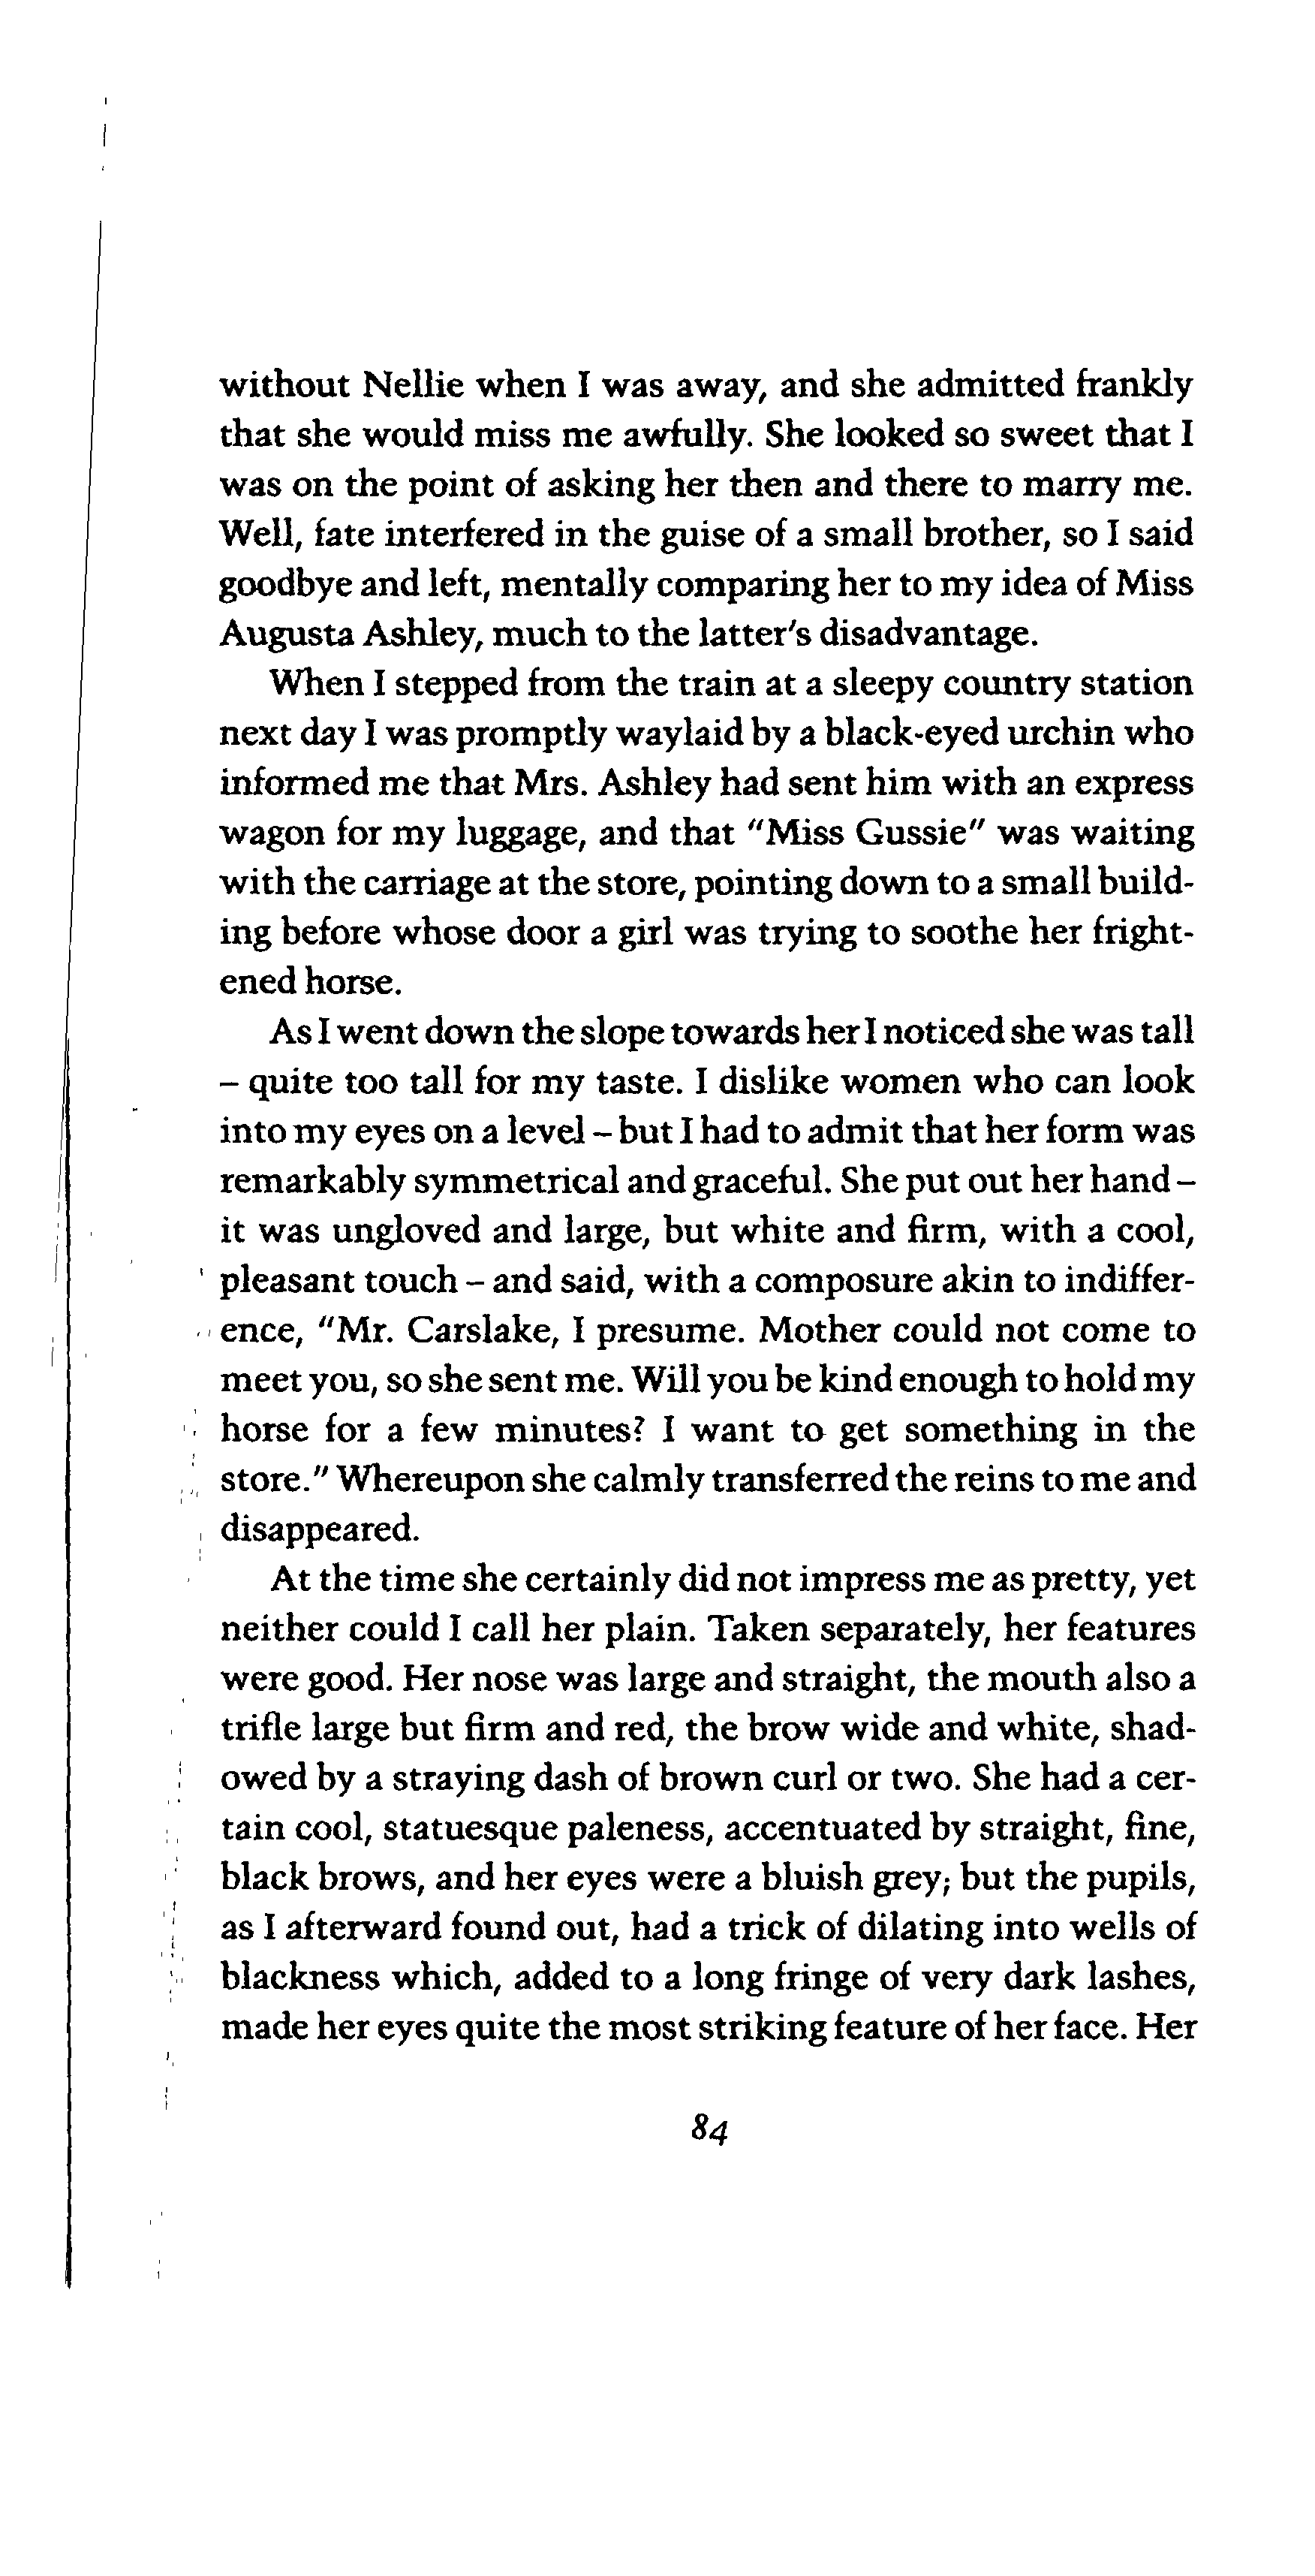 without Nellie when I was away, and she admitted frankly
that she would miss me awfully. She looked so sweet that I
was on the point of asking her then and there to marry me.
Well, fate interfered in the guise of a small brother, so I said
goodbye and left, mentally comparing her to my idea of Miss
Augusta Ashley, much to the latter's disadvantage.
When I stepped from the train at a sleepy country station
next day I was promptly waylaid by a black-eyed urchin who
informed me that Mrs. Ashley had sent him with an express
wagon for my luggage, and that "Miss Gussie" was waiting
with the carriage at the store, pointing down to a small build-
ing before whose door a girl was trying to soothe her fright-
ened horse.
As I went down the slope towards her I noticed she was tall
– quite too tall for my taste. I dislike women who can look
into my eyes on a level – but I had to admit that her form was
remarkably symmetrical and graceful. She put out her hand –
it was ungloved and large, but white and firm, with a cool,
pleasant touch – and said, with a composure akin to indiffer-
ence, "Mr. Carslake, I presume. Mother could not come to
meet you, so she sent me. Will you be kind enough to hold my
horse for a few minutes? I want to get something in the
store." Whereupon she calmly transferred the reins to me and
disappeared.
At the time she certainly did not impress me as pretty, yet
neither could I call her plain. Taken separately, her features
were good. Her nose was large and straight, the mouth also a
trifle large but firm and red, the brow wide and white, shad-
owed by a straying dash of brown curl or two. She had a cer-
tain cool, statuesque paleness, accentuated by straight, fine,
black brows, and her eyes were a bluish grey; but the pupils,
as I afterward found out, had a trick of dilating into wells of
blackness which, added to a long fringe of very dark lashes,
made her eyes quite the most striking feature of her face. Her
84